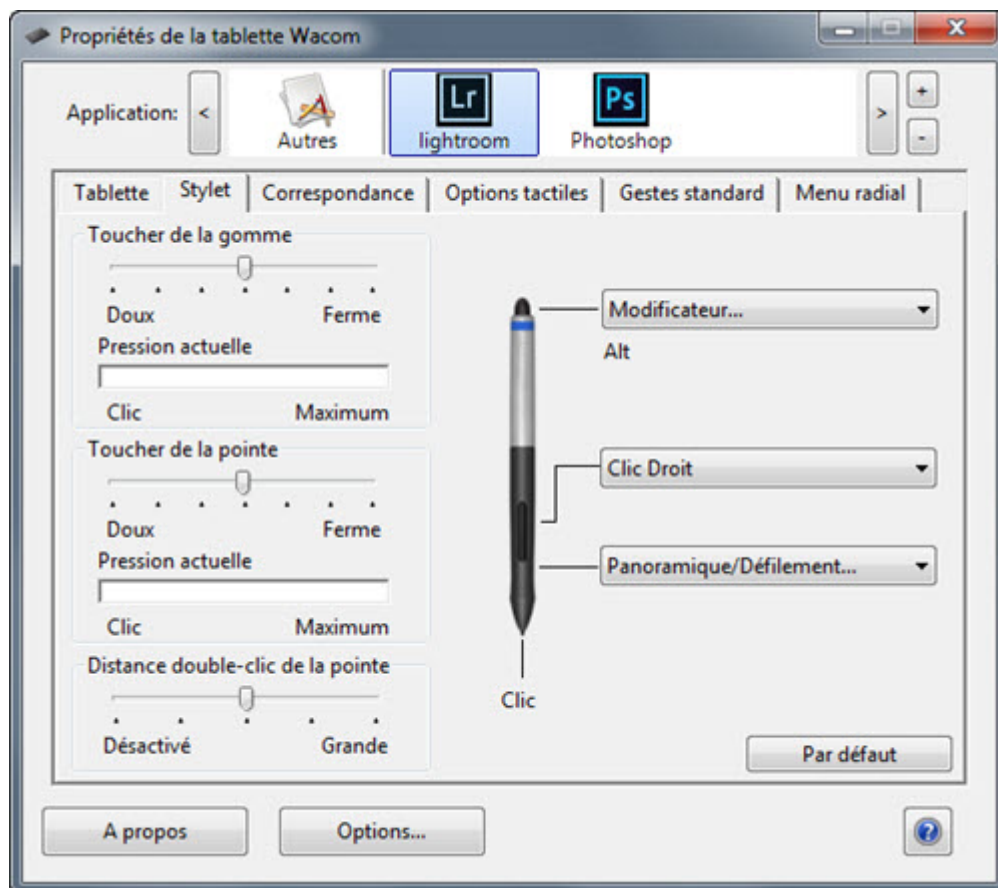 Propriétés de la tablette Wacom
Application:
<
Autres
Lr
lightroom
Ps
Photoshop
>
+
-
Tablette Stylet Correspondance Options tactiles Gestes standard Menu radial
Toucher de la gomme
Doux Ferme
Pression actuelle
Clic Maximum
Toucher de la pointe
Doux Ferme
Pression actuelle
Clic Maximum
Distance double-clic de la pointe
Désactivé Grande
Modificateur...
Alt
Clic Droit
Panoramique/Défilement...
Clic
Par défaut
A propos
Options...
?